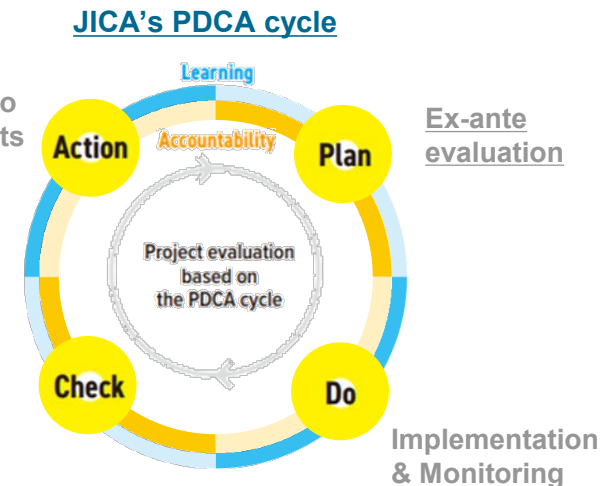 JICA's PDCA cycle
Learning
o
ts
Action
Accountability
Plan
Ex-ante
evaluation
Project evaluation
based on
the PDCA cycle
Check
Do
Implementation
& Monitoring